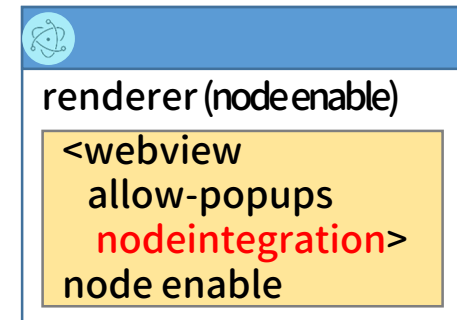 renderer (node enable)
<webview
allow-popups
nodeintegration>
node enable